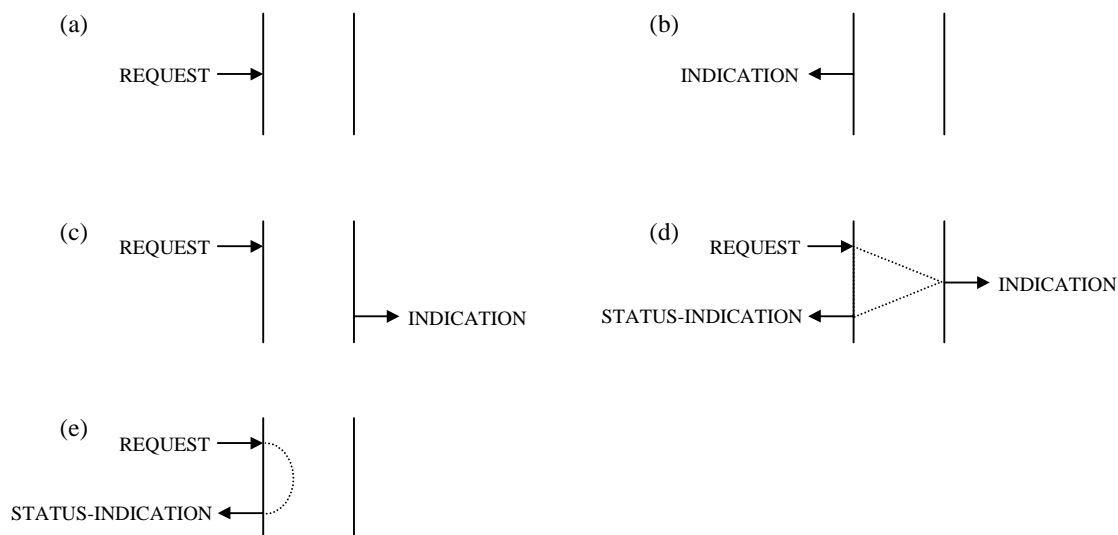 (a)
REQUEST
(b)
INDICATION
(c)
REQUEST
INDICATION
(d)
REQUEST
INDICATION
STATUS-INDICATION
(e)
REQUEST
STATUS-INDICATION